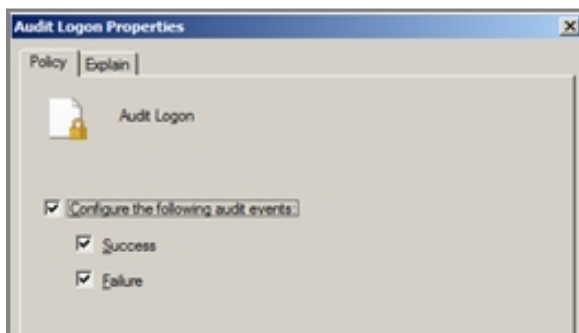 Audit Logon Properties
Policy
Explain
Audit Logon
Configure the following audit events:
Success
Failure